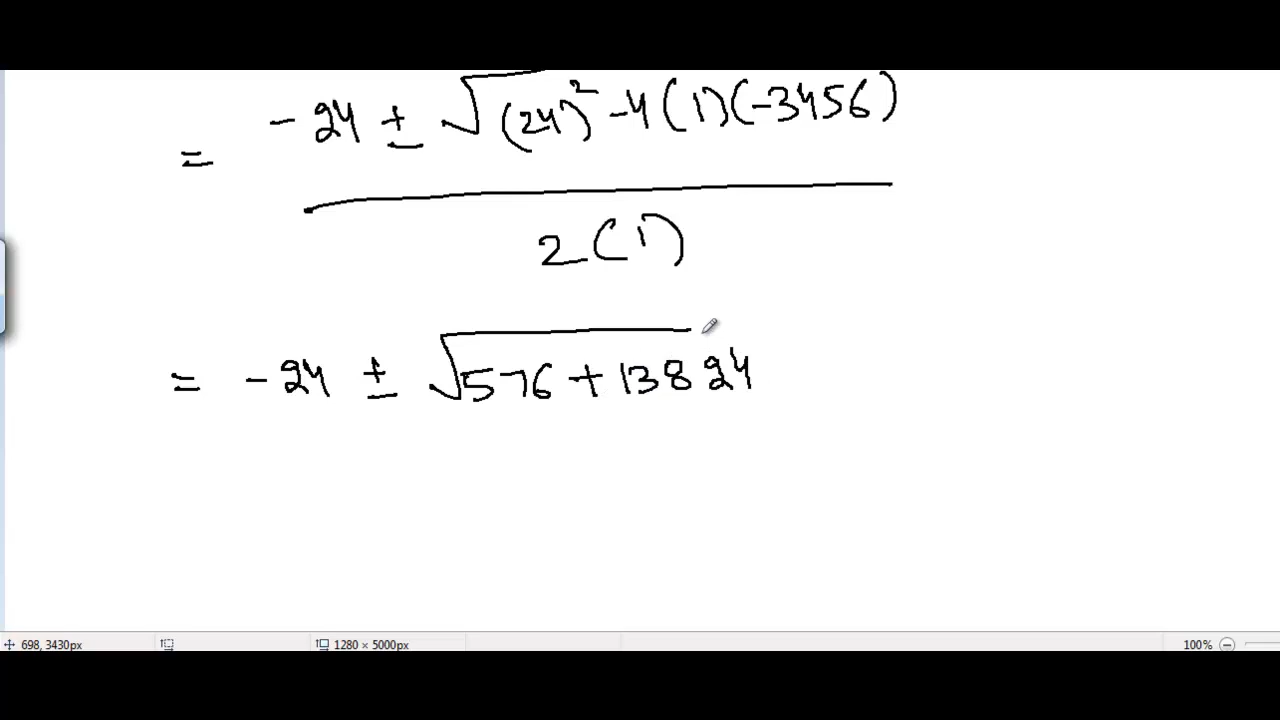 = -24 ± √(24)² -4(1)(-3456)
2(1)
= -24 ± √576 + 13824
698, 3430px 1280 × 5000px 100%